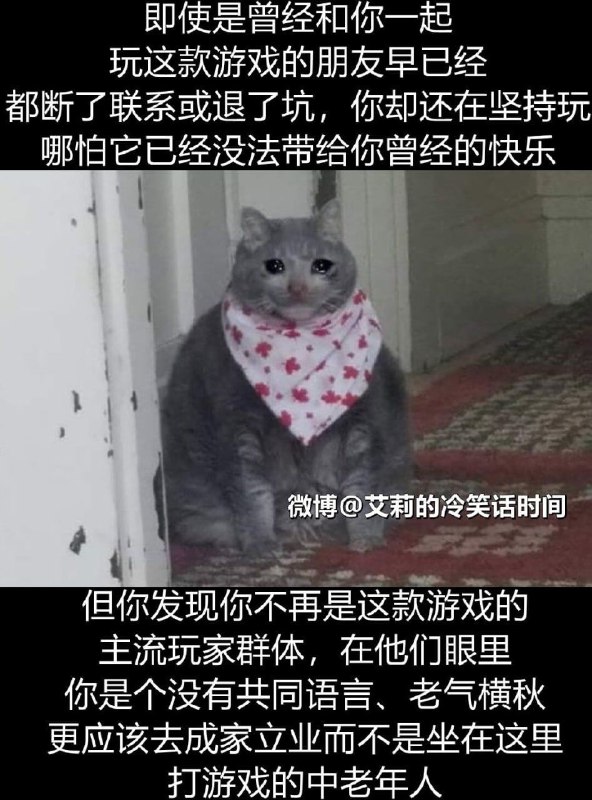 即使是曾经和你一起
玩这款游戏的朋友早已经
都断了联系或退了坑，你却还在坚持玩
哪怕它已经没法带给你曾经的快乐
微博@艾莉的冷笑话时间
但你发现你不再是这款游戏的
主流玩家群体，在他们眼里
你是个没有共同语言、老气横秋
更应该去成家立业而不是坐在这里
打游戏的中老年人